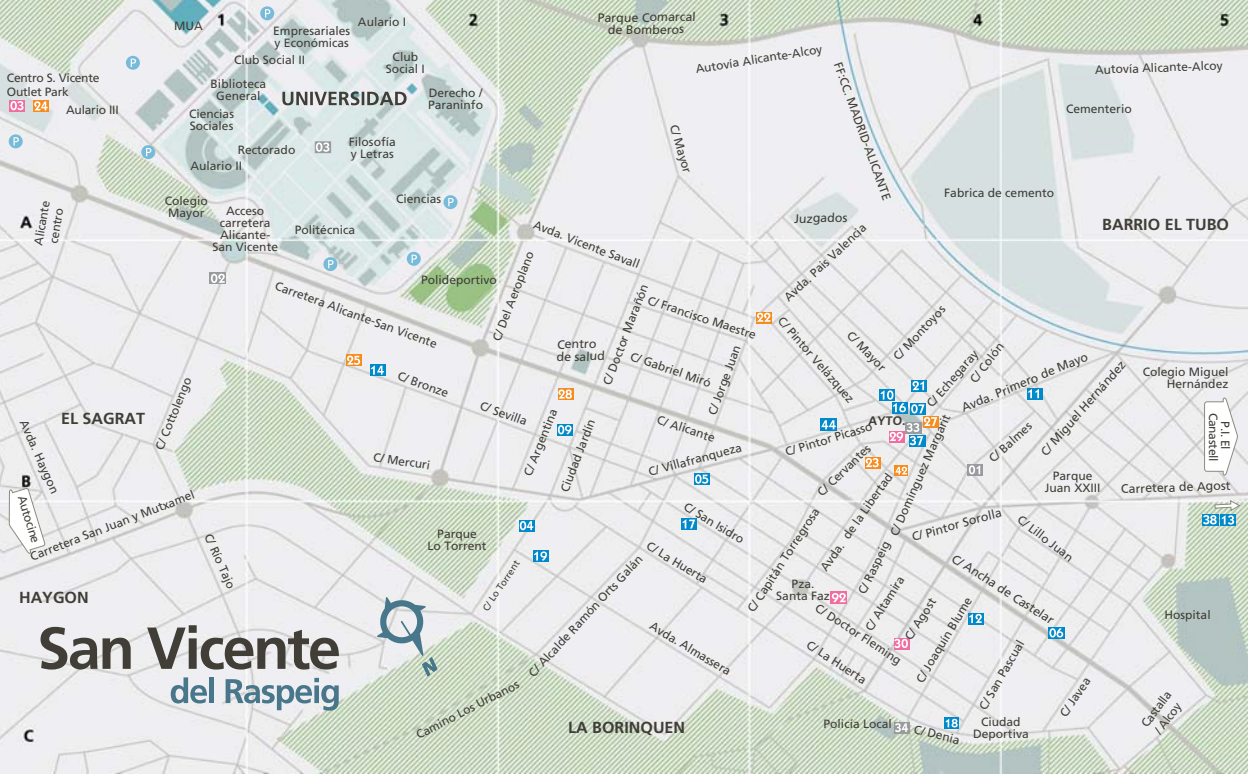 1
2
3
4
5
A
B
C
MUA
P
Empresariales
y Económicas
Aulario I
Club Social II
Club
Social I
P
Centro S. Vicente
Outlet Park
03 24
Aulario III
Biblioteca
General
UNIVERSIDAD
Derecho /
Paraninfo
Ciencias
Sociales
P
P
Rectorado
03
Filosofía
y Letras
Aulario II
Colegio
Mayor
Ciencias
P
Acceso
carretera
Alicante-
San Vicente
Politécnica
P
P
Alicante
centro
02
Polideportivo
Parque Comarcal
de Bomberos
Autovía Alicante-Alcoy
FF-CC. MADRID-ALICANTE
Autovía Alicante-Alcoy
Cementerio
C/ Mayor
Fabrica de cemento
Juzgados
BARRIO EL TUBO
Avda. Vicente Savall
Avda. País Valencia
C/ Del Aeroplano
Carretera Alicante-San Vicente
C/ Doctor Marañón
C/ Francisco Maestre
22
C/ Pintor Velázquez
C/ Mayor
C/ Montoyos
C/ Echegaray
C/ Colón
Avda. Primero de Mayo
Colegio Miguel
Hernández
Centro
de salud
C/ Gabriel Miró
C/ Jorge Juan
25
14
C/ Bronze
28
C/ Sevilla
09
C/ Argentina
Ciudad Jardín
C/ Alicante
C/ Villafranqueza
05
10
21
16 07
AYTO.
33
27
29
37
11
44
C/ Pintor Picasso
C/ Miguel Hernández
C/ Balmes
P.I. El
Canastell
EL SAGRAT
C/ Cottolengo
Avda. Haygon
C/ Mercuri
C/ Cervantes
23
42
C/ Dominguez Margarit
01
Parque
Juan XXIII
Carretera de Agost
38 13
Autocine
Carretera San Juan y Mutxamel
C/ Río Tajo
HAYGON
Parque
Lo Torrent
04
19
C/ Lo Torrent
17
C/ San Isidro
C/ La Huerta
C/ Capitán Torregrosa
Avda. de la Libertad
C/ Raspeig
C/ Pintor Sorolla
C/ Lillo Juan
C/ Ancha de Castelar
Pza.
Santa Faz
92
C/ Altamira
C/ Doctor Fleming
C/ Agost
30
C/ Joaquín Blume
12
06
Hospital
C/ Alcalde Ramón Orts Galán
Avda. Almassera
C/ La Huerta
C/ San Pascual
C/ Javea
Castalla
/ Alcoy
N
San Vicente
del Raspeig
Camino Los Urbanos
LA BORINQUEN
Policía Local
34
C/ Denia
18
Ciudad
Deportiva